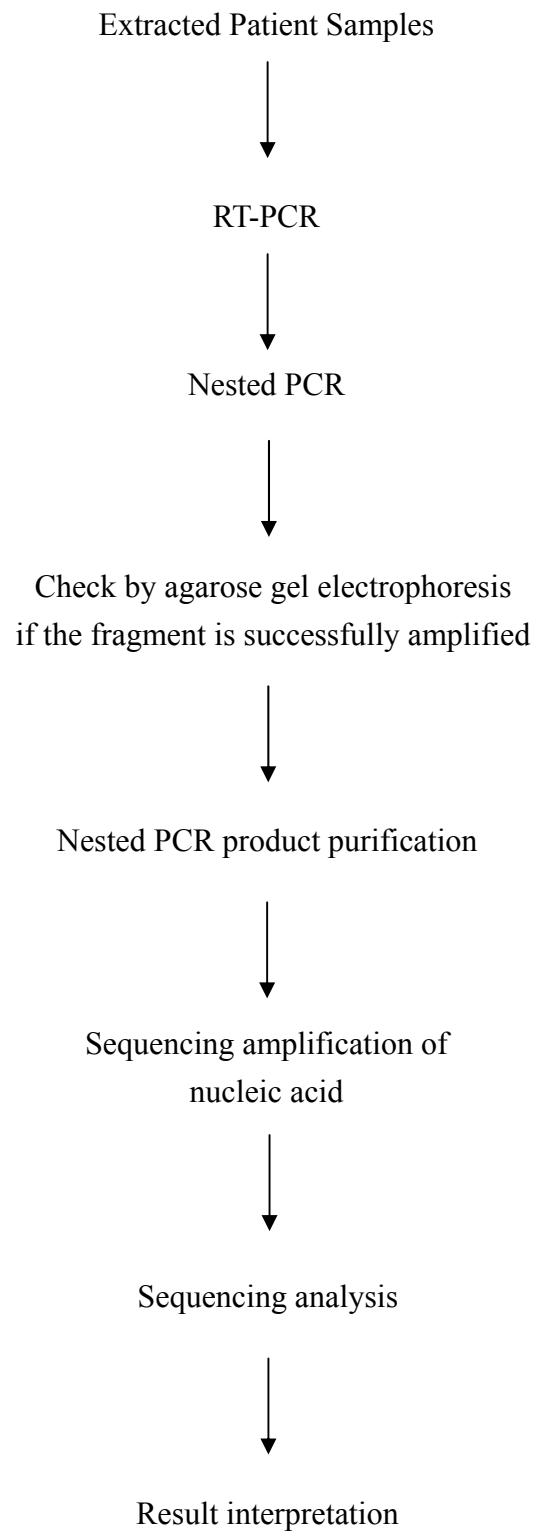 Extracted Patient Samples
RT-PCR
Nested PCR
Check by agarose gel electrophoresis
if the fragment is successfully amplified
Nested PCR product purification
Sequencing amplification of
nucleic acid
Sequencing analysis
Result interpretation